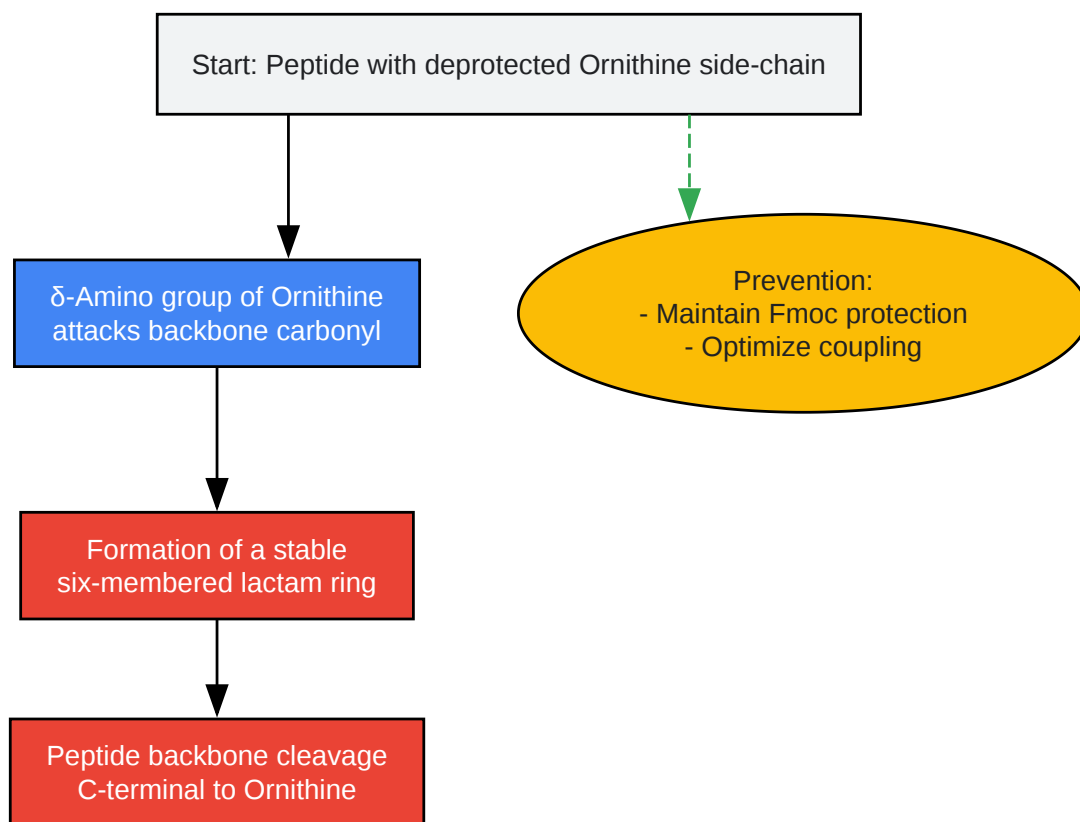 Start: Peptide with deprotected Ornithine side-chain
δ-Amino group of Ornithine
attacks backbone carbonyl
Prevention:
- Maintain Fmoc protection
- Optimize coupling
Formation of a stable
six-membered lactam ring
Peptide backbone cleavage
C-terminal to Ornithine